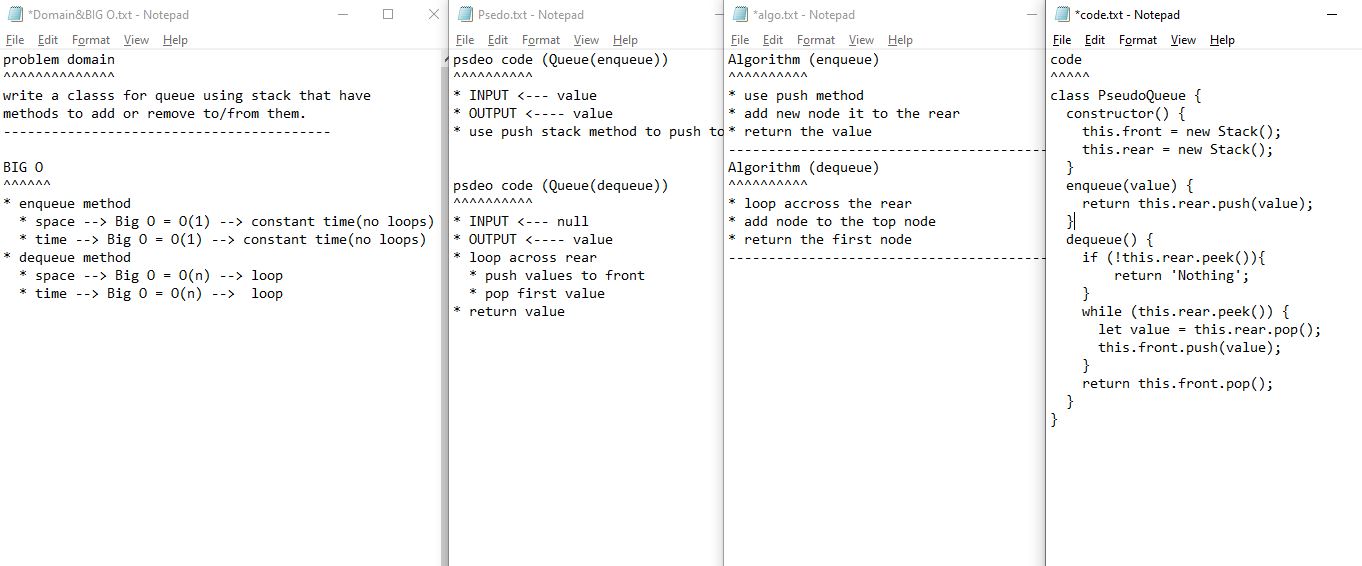 *Domain&BIG O.txt - Notepad
File Edit Format View Help
problem domain
^^^^^^^^^^^^^^
write a classs for queue using stack that have
methods to add or remove to/from them.
-----------------------------------------
BIG O
^^^^^^
* enqueue method
  * space --> Big O = O(1) --> constant time(no loops)
  * time --> Big O = O(1) --> constant time(no loops)
* dequeue method
  * space --> Big O = O(n) --> loop
  * time --> Big O = O(n) -->  loop
Psedo.txt - Notepad
File Edit Format View Help
psdeo code (Queue(enqueue))
^^^^^^^^^^
* INPUT <--- value
* OUTPUT <---- value
* use push stack method to push to
psdeo code (Queue(dequeue))
^^^^^^^^^^
* INPUT <--- null
* OUTPUT <---- value
* loop across rear
  * push values to front
  * pop first value
* return value
*algo.txt - Notepad
File Edit Format View Help
Algorithm (enqueue)
^^^^^^^^^^
* use push method
* add new node it to the rear
* return the value
----------------------------------------
Algorithm (dequeue)
^^^^^^^^^^
* loop accross the rear
* add node to the top node
* return the first node
----------------------------------------
*code.txt - Notepad
File Edit Format View Help
code
^^^^^
class PseudoQueue {
  constructor() {
    this.front = new Stack();
    this.rear = new Stack();
  }
  enqueue(value) {
    return this.rear.push(value);
  }
  dequeue() {
    if (!this.rear.peek()){
        return 'Nothing';
    }
    while (this.rear.peek()) {
      let value = this.rear.pop();
      this.front.push(value);
    }
    return this.front.pop();
  }
}